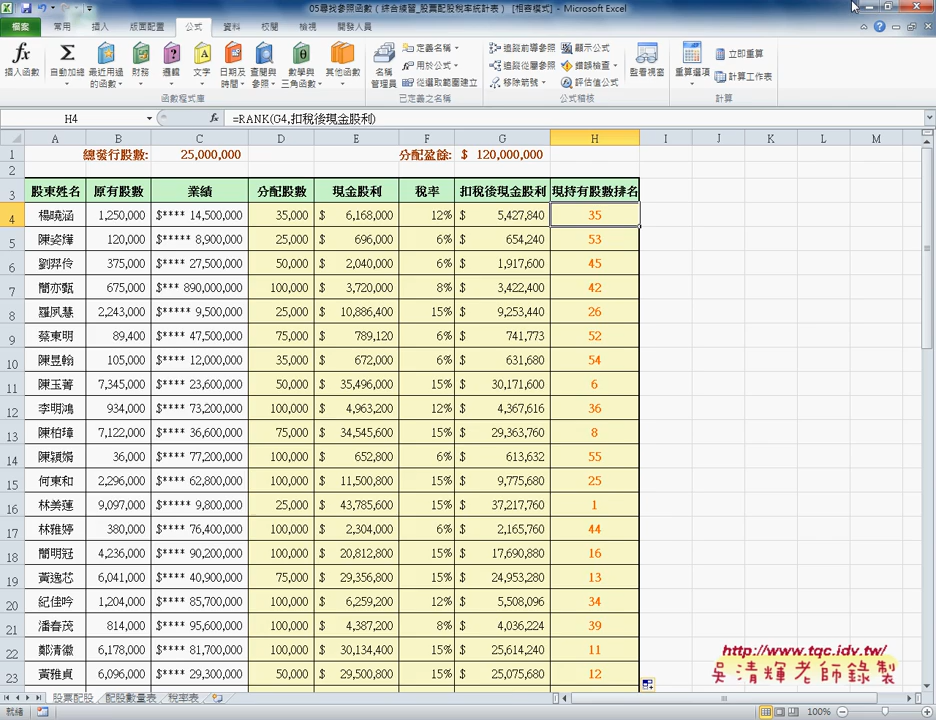 05尋找參照函數 (綜合練習_股票配股稅率統計表) [相容模式] - Microsoft Excel
檔案 常用 插入 版面配置 公式 資料 校閱 檢視 開發人員
插入函數 自動加總 最近用過的函數 財務 邏輯 文字 日期及時間 查閱與參照 數學與三角函數 其他函數
名稱管理員 定義名稱 用於公式 從選取範圍建立
追蹤前導參照 追蹤從屬參照 移除箭號 顯示公式 錯誤檢查 評估值公式 監看視窗
重算選項 立即重算 計算工作表
函數程式庫 已定義之名稱 公式稽核 計算
H4 fx =RANK(G4,扣稅後現金股利)
A B C D E F G H I J K L M
1 總發行股數: 25,000,000 分配盈餘: $ 120,000,000
2
3 股東姓名 原有股數 業績 分配股數 現金股利 稅率 扣稅後現金股利 現持有股數排名
4 楊曉涵 1,250,000 $**** 14,500,000 35,000 $ 6,168,000 12% $ 5,427,840 35
5 陳姿燁 120,000 $***** 8,900,000 25,000 $ 696,000 6% $ 654,240 53
6 劉羿伶 375,000 $**** 27,500,000 50,000 $ 2,040,000 6% $ 1,917,600 45
7 簡亦甄 675,000 $*** 890,000,000 100,000 $ 3,720,000 8% $ 3,422,400 42
8 羅夙慧 2,243,000 $***** 9,500,000 25,000 $ 10,886,400 15% $ 9,253,440 26
9 蔡東明 89,400 $**** 47,500,000 75,000 $ 789,120 6% $ 741,773 52
10 陳昱翰 105,000 $**** 12,000,000 35,000 $ 672,000 6% $ 631,680 54
11 陳玉菁 7,345,000 $**** 23,600,000 50,000 $ 35,496,000 15% $ 30,171,600 6
12 李明鴻 934,000 $**** 73,200,000 100,000 $ 4,963,200 12% $ 4,367,616 36
13 陳柏璋 7,122,000 $**** 36,600,000 75,000 $ 34,545,600 15% $ 29,363,760 8
14 陳穎娟 36,000 $**** 77,200,000 100,000 $ 652,800 6% $ 613,632 55
15 何東和 2,296,000 $**** 62,800,000 100,000 $ 11,500,800 15% $ 9,775,680 25
16 林美蓮 9,097,000 $***** 9,800,000 25,000 $ 43,785,600 15% $ 37,217,760 1
17 林雅婷 380,000 $**** 76,400,000 100,000 $ 2,304,000 6% $ 2,165,760 44
18 簡明冠 4,236,000 $**** 90,200,000 100,000 $ 20,812,800 15% $ 17,690,880 16
19 黃逸芯 6,041,000 $**** 40,900,000 75,000 $ 29,356,800 15% $ 24,953,280 13
20 紀佳吟 1,204,000 $**** 85,700,000 100,000 $ 6,259,200 12% $ 5,508,096 34
21 潘春茂 814,000 $**** 95,600,000 100,000 $ 4,387,200 8% $ 4,036,224 39
22 鄭清徽 6,178,000 $**** 81,700,000 100,000 $ 30,134,400 15% $ 25,614,240 11
23 黃雅貞 6,096,000 $**** 29,300,000 50,000 $ 29,500,800 15% $ 25,075,680 12
http://www.tqc.idv.tw/
吳清輝老師錄製
股票配股 配股數量表 稅率表
就緒 100%